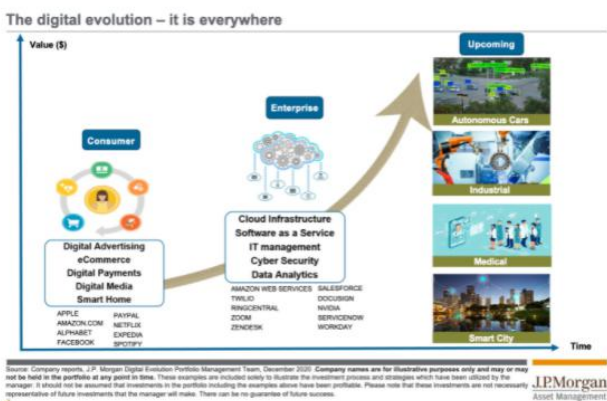 The digital evolution – it is everywhere
Value ($)
Upcoming
Autonomous Cars
Industrial
Medical
Smart City
Enterprise
Cloud Infrastructure
Software as a Service
IT management
Cyber Security
Data Analytics
AMAZON WEB SERVICES SALESFORCE
TWILIO DOCUSIGN
RINGCENTRAL NVIDIA
ZOOM SERVICENOW
ZENDESK WORKDAY
Consumer
Digital Advertising
eCommerce
Digital Payments
Digital Media
Smart Home
APPLE PAYPAL
AMAZON.COM NETFLIX
ALPHABET EXPEDIA
FACEBOOK SPOTIFY
Time
Source: Company reports, J.P. Morgan Digital Evolution Portfolio Management Team, December 2020 Company names are for illustrative purposes only and may or may
not be held in the portfolio at any point in time. These examples are included solely to illustrate the investment process and strategies which have been utilized by the
manager. It should not be assumed that investments in the portfolio including the examples above have been profitable. Please note that these investments are not necessarily
representative of future investments that the manager will make. There can be no guarantee of future success.
J.P.Morgan
Asset Management